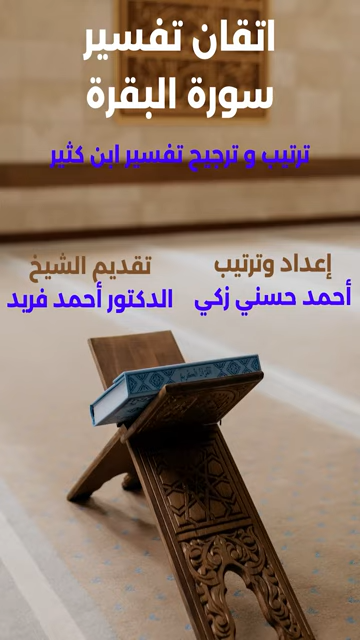 اتقان تفسير
سورة البقرة
ترتيب و ترجيح تفسير ابن كثير
إعداد وترتيب
أحمد حسني زكي
تقديم الشيخ
الدكتور أحمد فريد